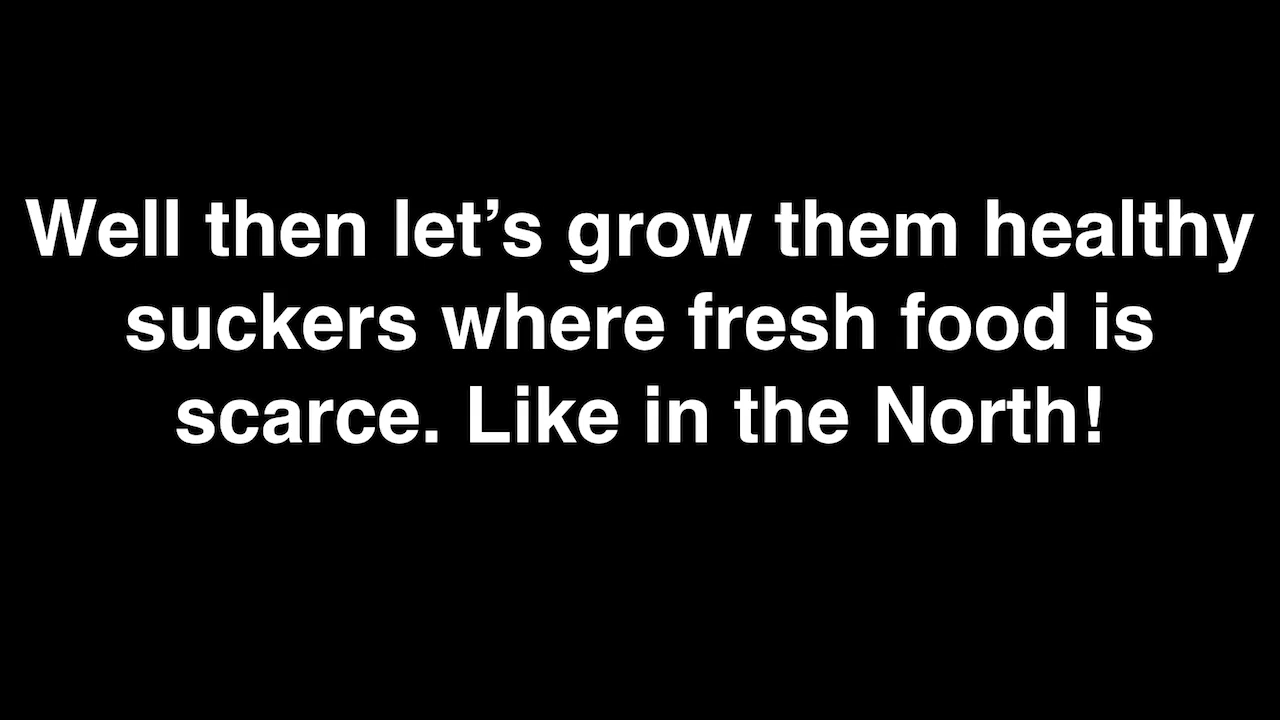 Well then let’s grow them healthy
suckers where fresh food is
scarce. Like in the North!